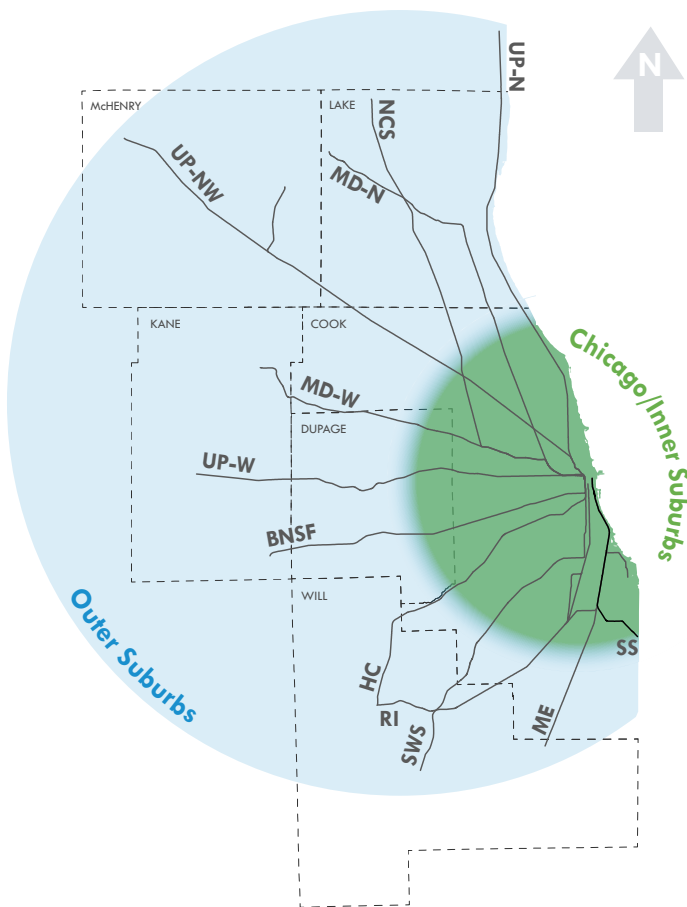 UP-N
N
McHENRY
LAKE
NCS
UP-NW
MD-N
KANE
COOK
Chicago/Inner Suburbs
MD-W
DUPAGE
UP-W
BNSF
WILL
Outer Suburbs
SS
HC
RI
ME
SWS